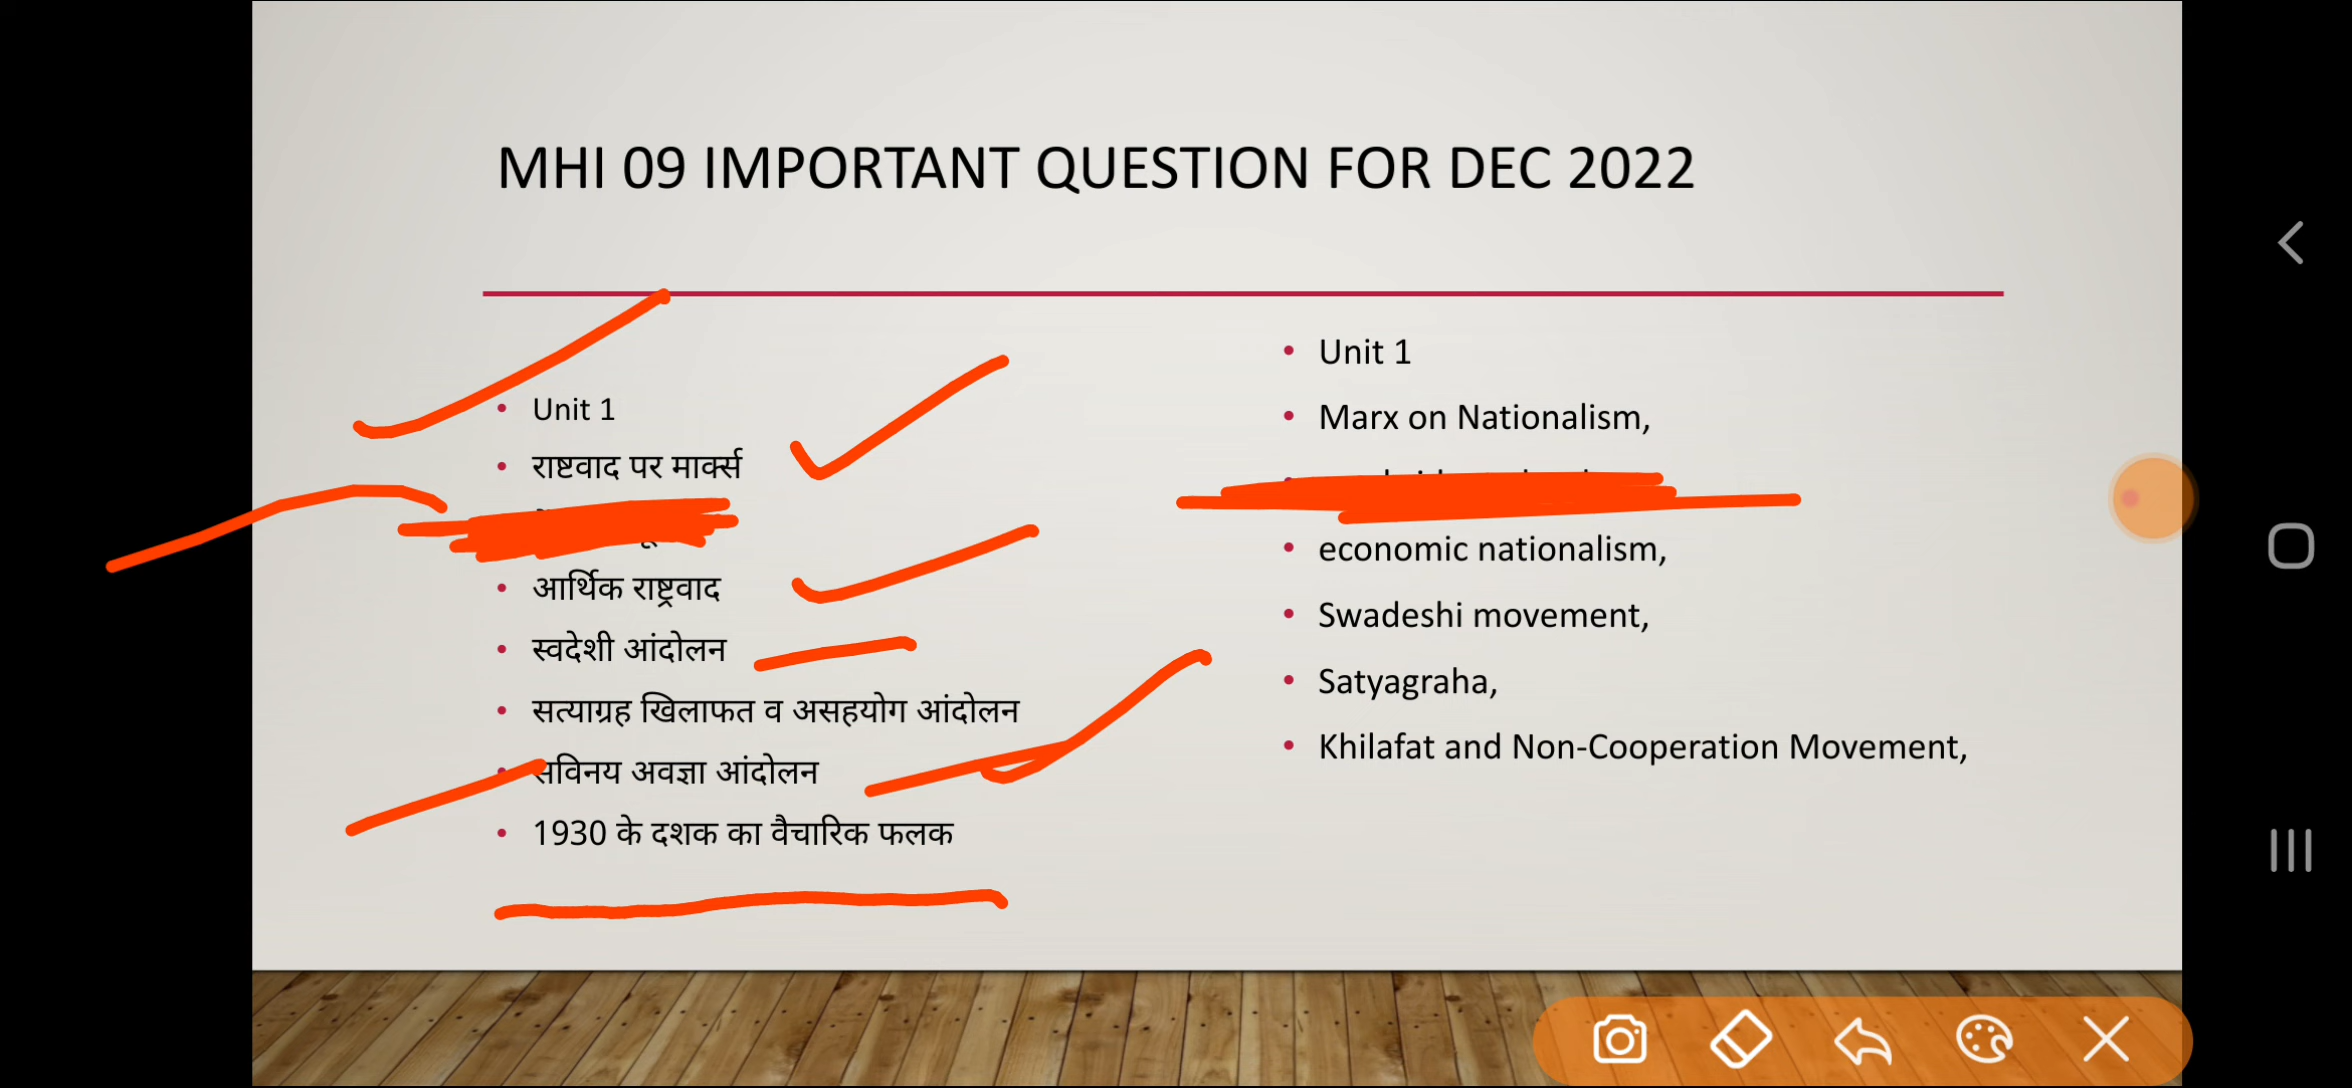 MHI 09 IMPORTANT QUESTION FOR DEC 2022
• Unit 1
• राष्टवाद पर मार्क्स
• आर्थिक राष्ट्रवाद
• स्वदेशी आंदोलन
• सत्याग्रह खिलाफत व असहयोग आंदोलन
• सविनय अवज्ञा आंदोलन
• 1930 के दशक का वैचारिक फलक
• Unit 1
• Marx on Nationalism,
• economic nationalism,
• Swadeshi movement,
• Satyagraha,
• Khilafat and Non-Cooperation Movement,